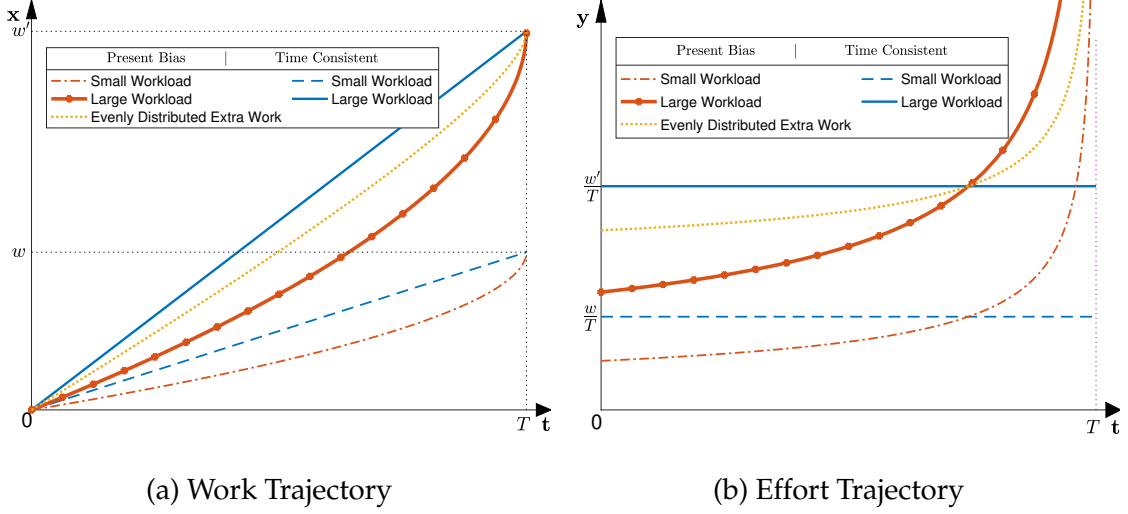 x
w′
Present Bias | Time Consistent
Small Workload Small Workload
Large Workload Large Workload
Evenly Distributed Extra Work
w
0
T t
(a) Work Trajectory
y
Present Bias | Time Consistent
Small Workload Small Workload
Large Workload Large Workload
Evenly Distributed Extra Work
w′/T
w/T
0
T t
(b) Effort Trajectory